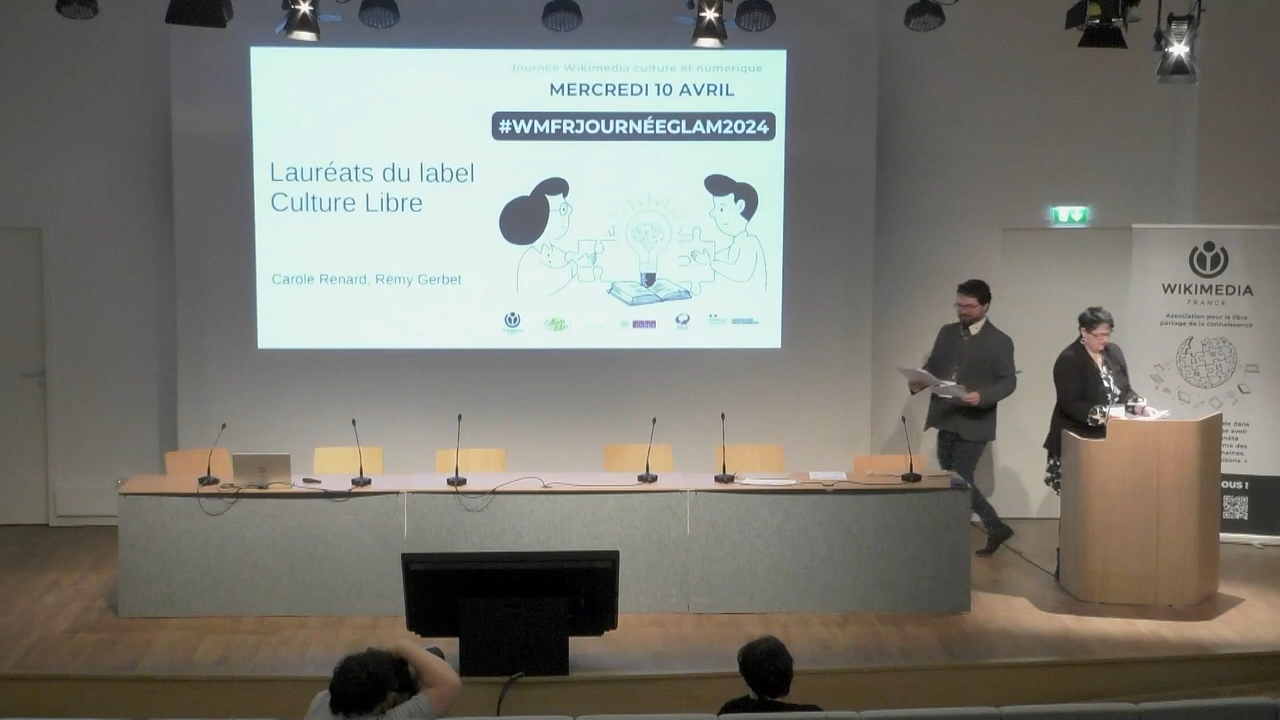 Journée Wikimedia culture et numérique
MERCREDI 10 AVRIL
#WMFRJOURNÉEGLAM2024
Lauréats du label
Culture Libre
Carole Renard, Rémy Gerbet
WIKIMEDIA
FRANCE
Association pour le libre
partage de la connaissance
OUS !